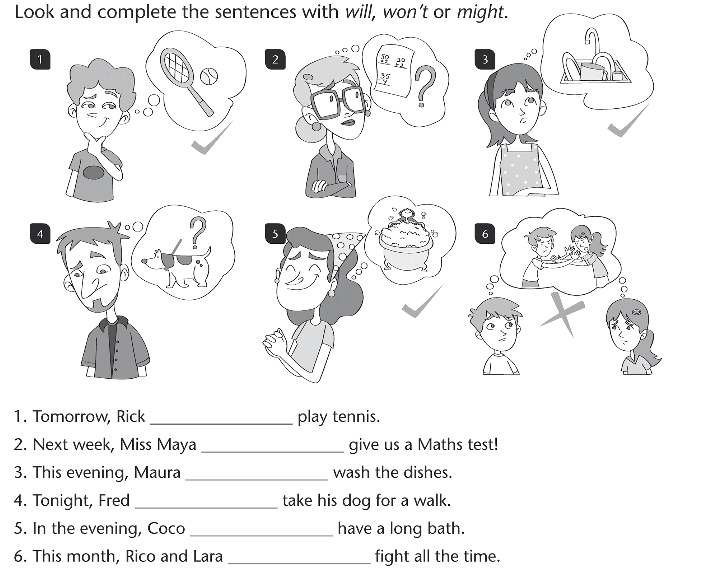 Look and complete the sentences with will, won't or might.
1
2
3
4
5
6
?
?
1. Tomorrow, Rick ________________ play tennis.
2. Next week, Miss Maya ________________ give us a Maths test!
3. This evening, Maura ________________ wash the dishes.
4. Tonight, Fred ________________ take his dog for a walk.
5. In the evening, Coco ________________ have a long bath.
6. This month, Rico and Lara ________________ fight all the time.